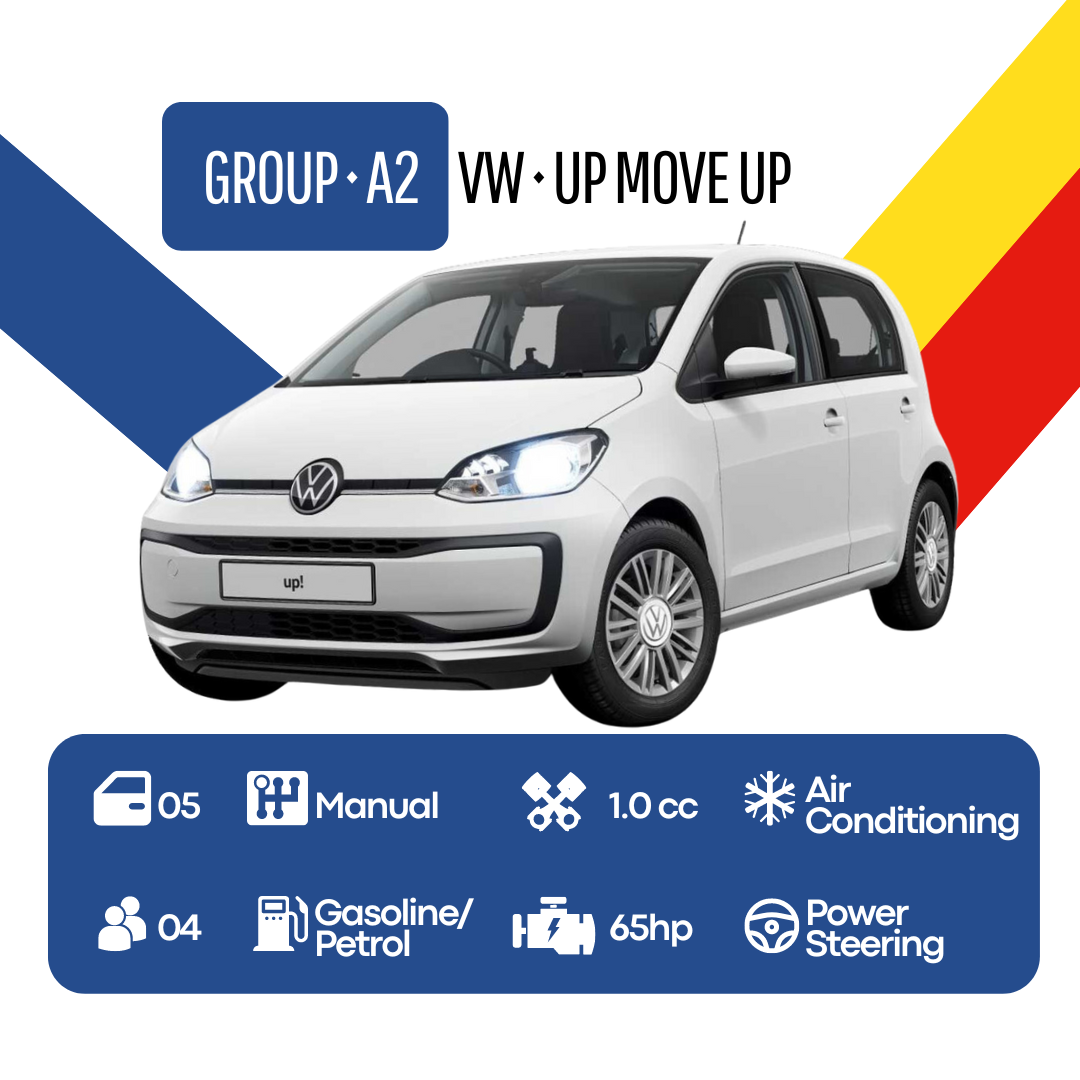 GROUP · A2
VW · UP MOVE UP
up!
05
Manual
1.0 cc
Air
Conditioning
04
Gasoline/
Petrol
65hp
Power
Steering